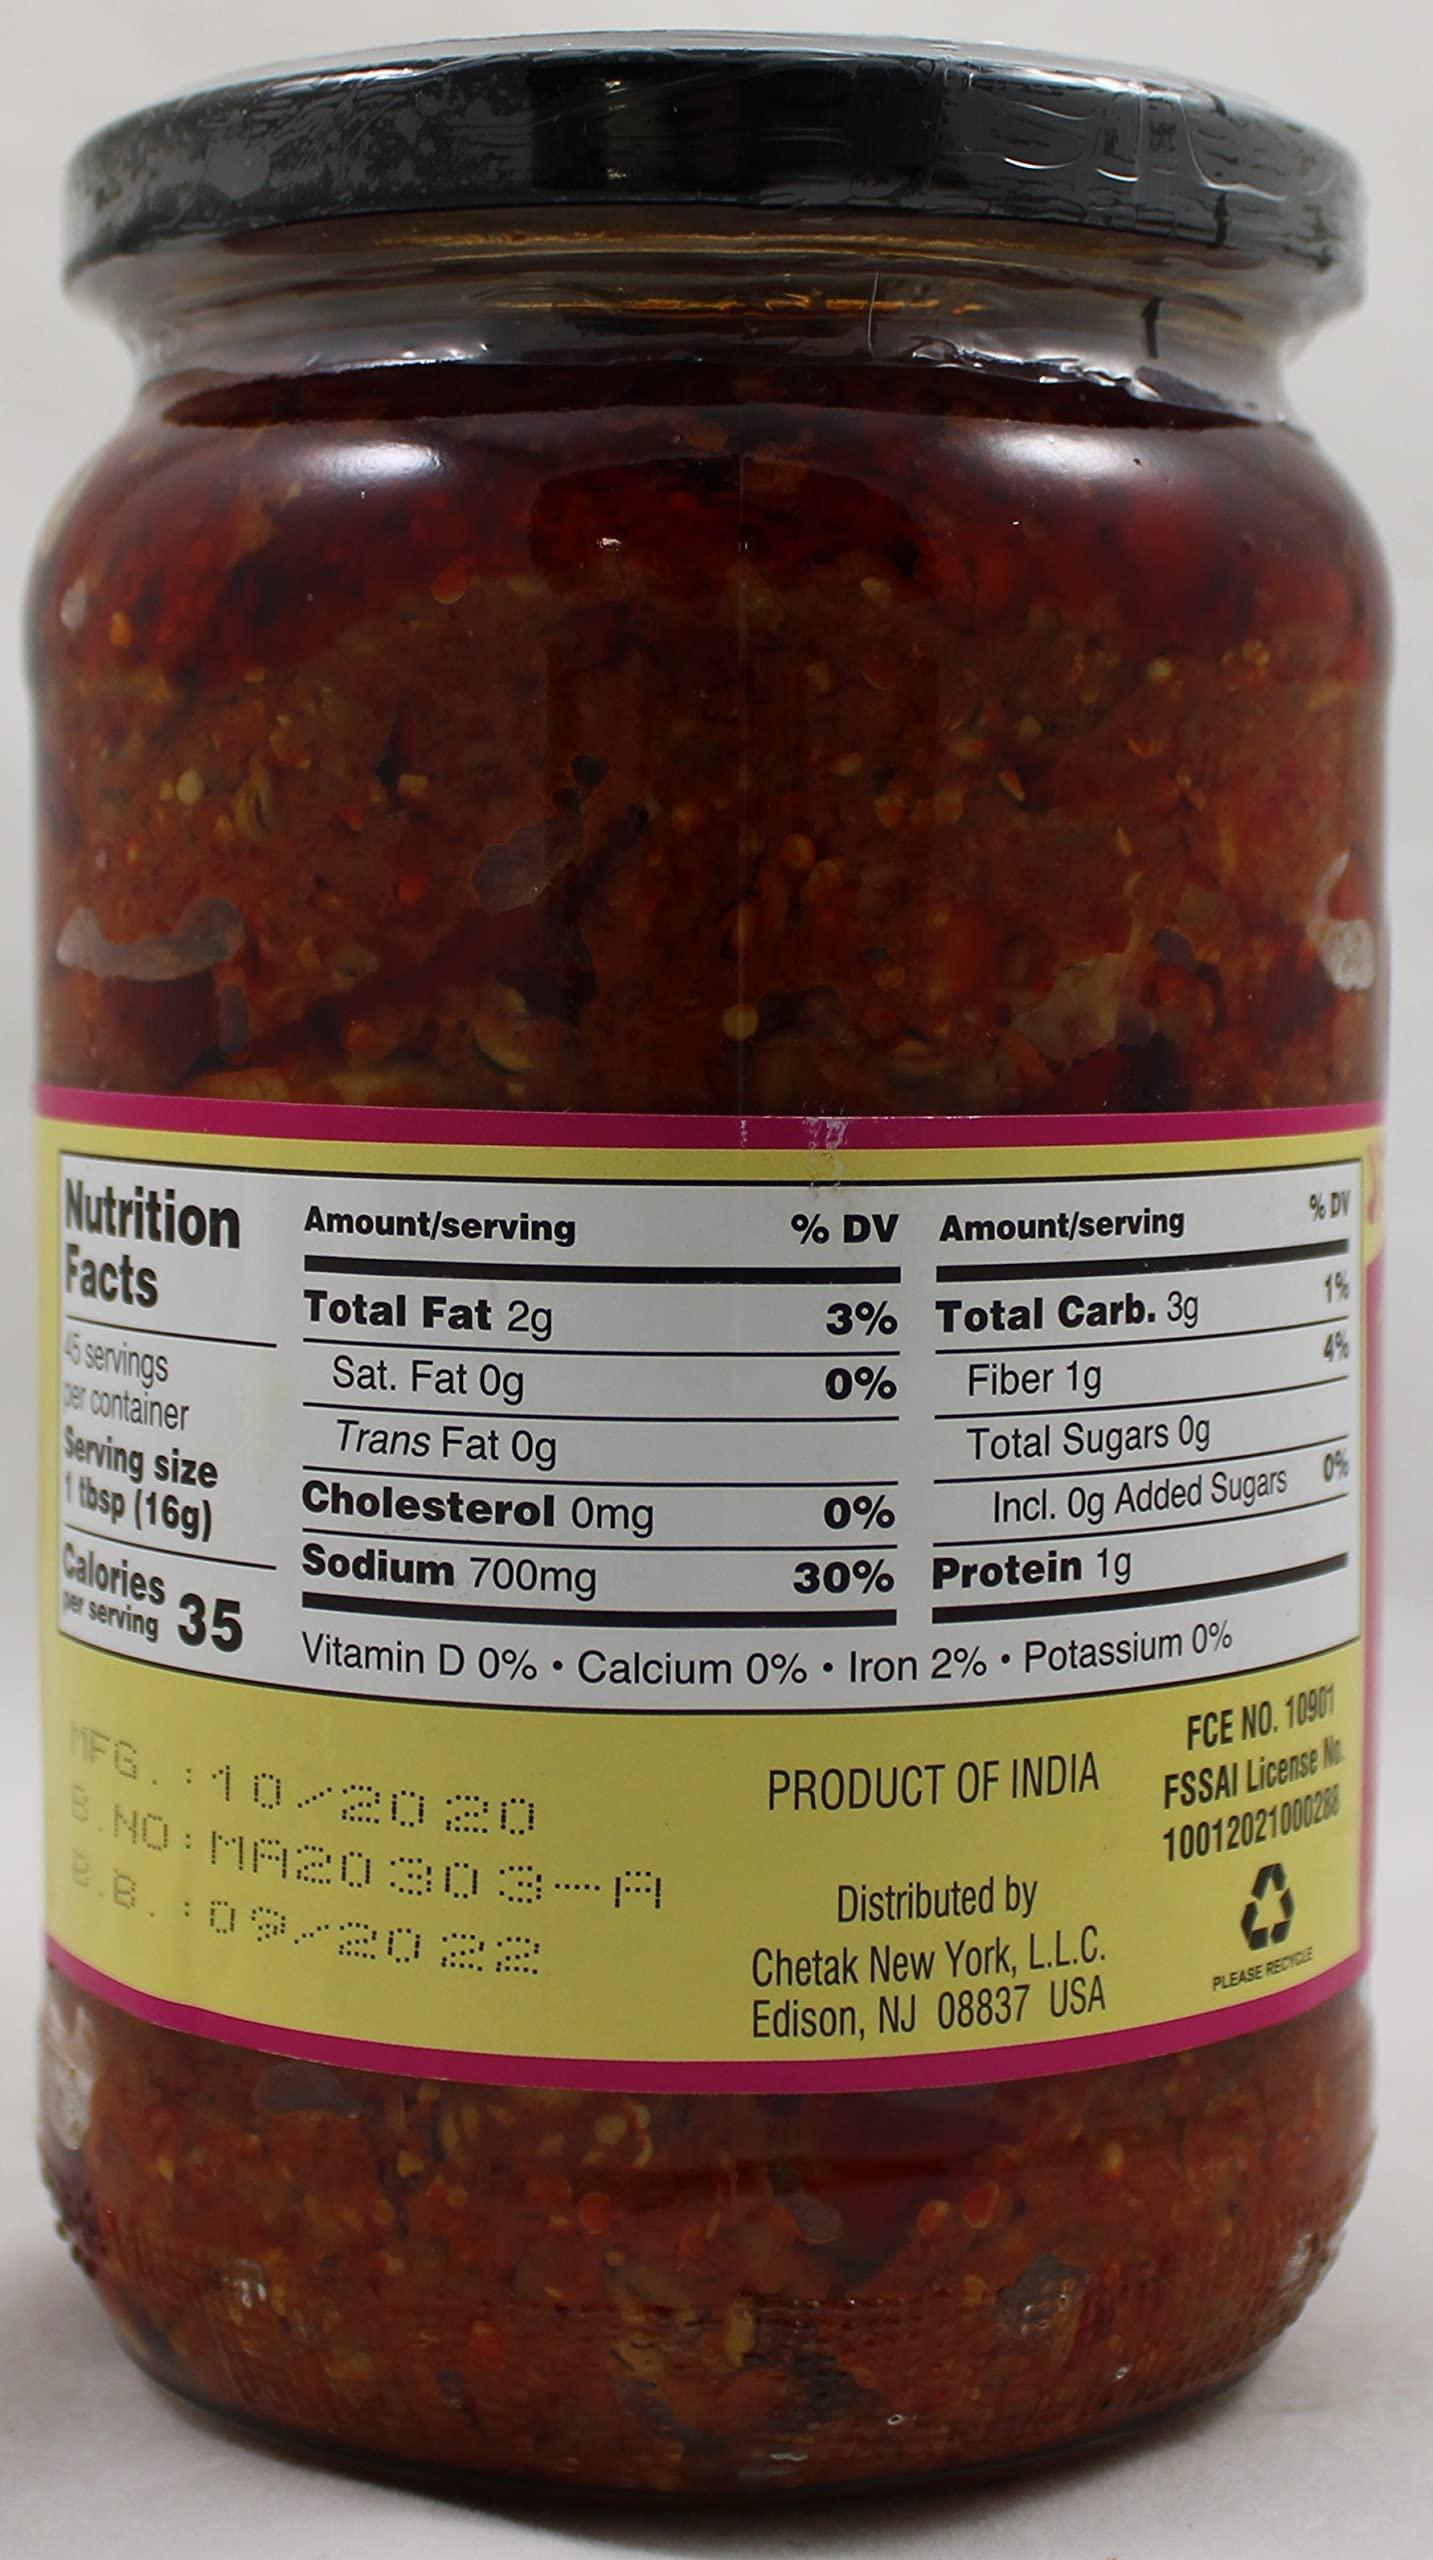 Nutrition
Facts
45 servings
per container
Serving size
1 tbsp (16g)
Calories 35
per serving
Amount/serving % DV
Total Fat 2g 3%
Sat. Fat 0g 0%
Trans Fat 0g
Cholesterol 0mg 0%
Sodium 700mg 30%
Amount/serving % DV
Total Carb. 3g 1%
Fiber 1g 4%
Total Sugars 0g
Incl. 0g Added Sugars 0%
Protein 1g
Vitamin D 0% • Calcium 0% • Iron 2% • Potassium 0%
MFG.:10/2020
B.NO:MA20303-A
B.B.:09/2022
PRODUCT OF INDIA
Distributed by
Chetak New York, L.L.C.
Edison, NJ 08837 USA
FCE NO. 10901
FSSAI License No.
10012021000288
PLEASE RECYCLE